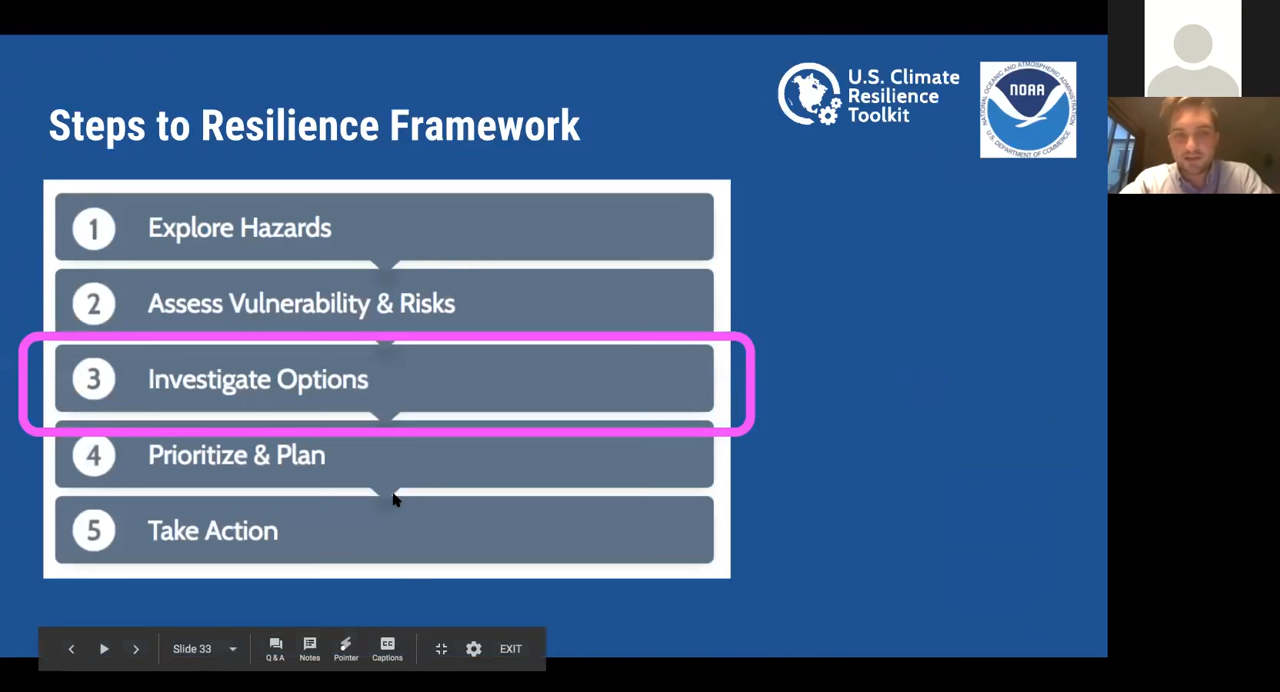 U.S. Climate
Resilience
Toolkit
NATIONAL OCEANIC AND ATMOSPHERIC ADMINISTRATION
NOAA
U.S. DEPARTMENT OF COMMERCE
Steps to Resilience Framework
1 Explore Hazards
2 Assess Vulnerability & Risks
3 Investigate Options
4 Prioritize & Plan
5 Take Action
Slide 33
Q & A
Notes
Pointer
CC
Captions
EXIT